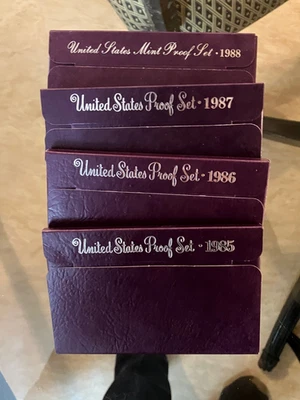 United States Mint Proof Set • 1988
United States Proof Set • 1987
United States Proof Set • 1986
United States Proof Set • 1985